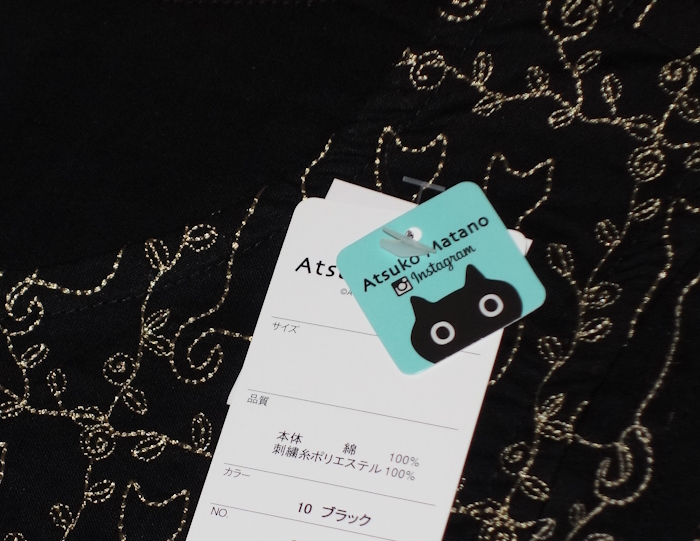 Atsuko Matano
Instagram
Ats
©A
サイズ
品質
本体 綿 100%
刺繍糸ポリエステル 100%
カラー
10 ブラック
NO.